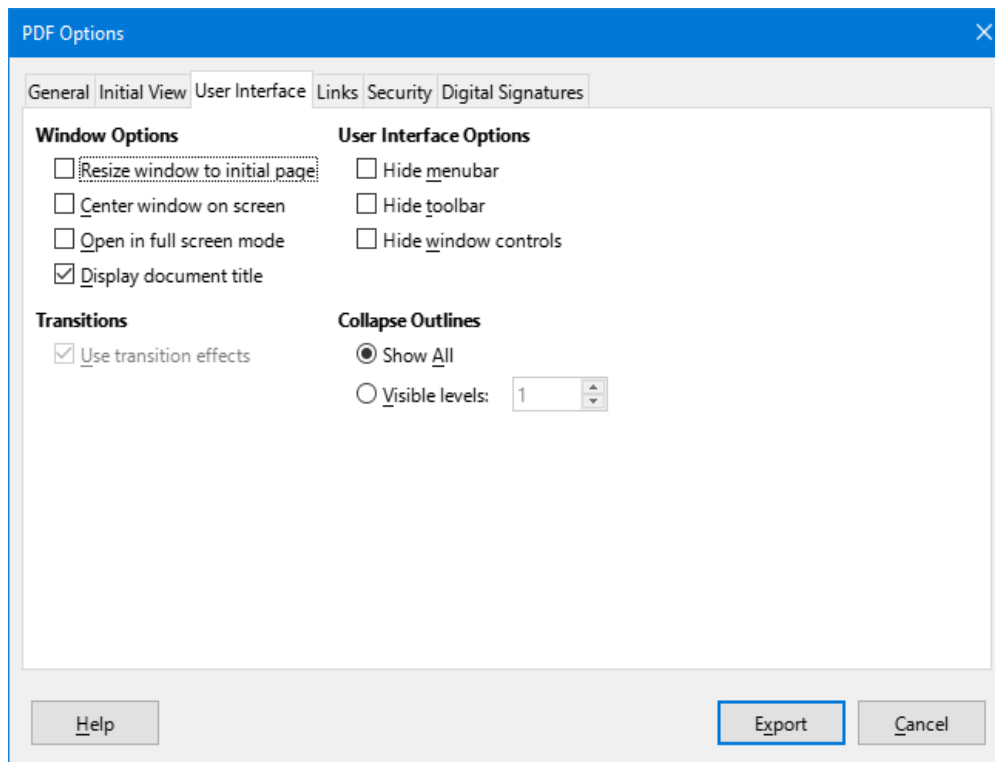 PDF Options
General Initial View User Interface Links Security Digital Signatures
Window Options
Resize window to initial page
Center window on screen
Open in full screen mode
Display document title
User Interface Options
Hide menubar
Hide toolbar
Hide window controls
Transitions
Use transition effects
Collapse Outlines
Show All
Visible levels: 1
Help Export Cancel